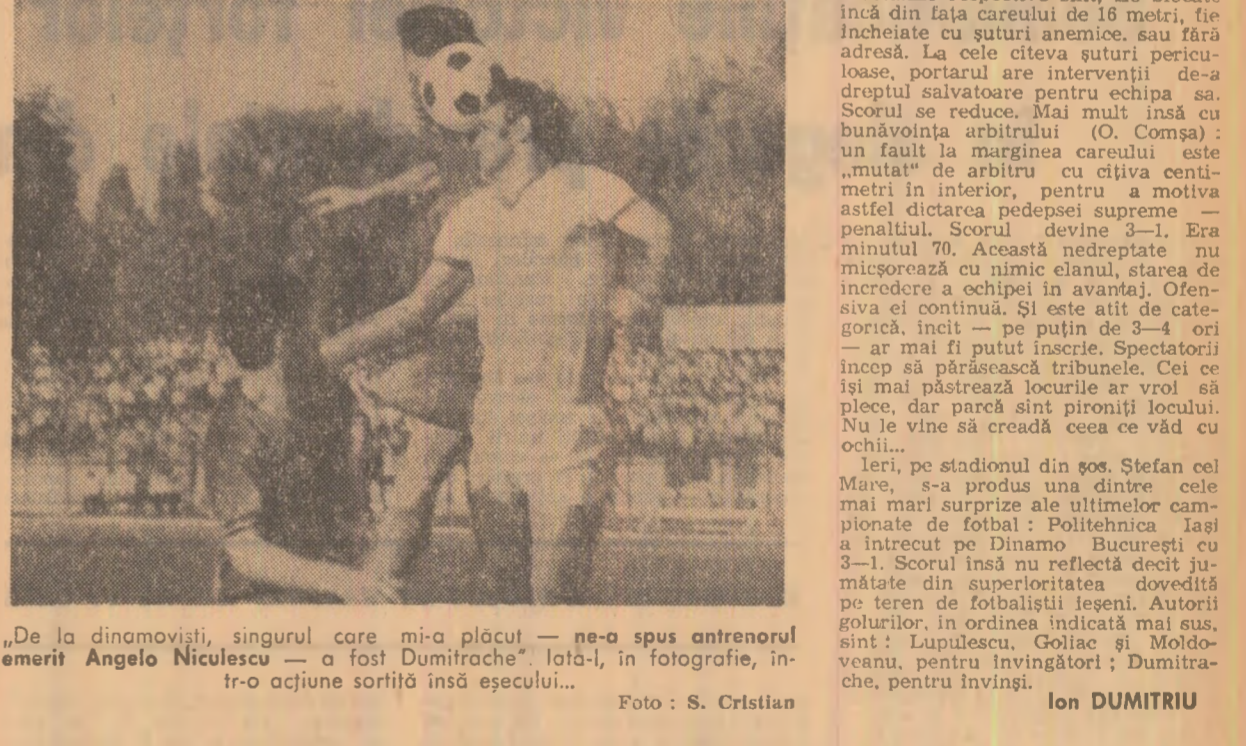 încă din fața careului de 16 metri, fie
încheiate cu șuturi anemice, sau fără
adresă. La cele cîteva șuturi pericu-
loase, portarul are intervenții de-a
dreptul salvatoare pentru echipa sa.
Scorul se reduce. Mai mult însă cu
bunăvoința arbitrului (O. Comșa) :
un fault la marginea careului este
„mutat“ de arbitru cu cîțiva centi-
metri în interior, pentru a motiva
astfel dictarea pedepsei supreme —
penaltiul. Scorul devine 3—1. Era
minutul 70. Această nedreptate nu
micșorează cu nimic elanul, starea de
încredere a echipei în avantaj. Ofen-
siva ei continuă. Și este atît de cate-
gorică, încît — pe puțin de 3—4 ori
— ar mai fi putut înscrie. Spectatorii
încep să părăsească tribunele. Cei ce
își mai păstrează locurile ar vroi să
plece, dar parcă sînt pironiți locului.
Nu le vine să creadă ceea ce văd cu
ochii...
Ieri, pe stadionul din șos. Ștefan cel
Mare, s-a produs una dintre cele
mai mari surprize ale ultimelor cam-
pionate de fotbal : Politehnica Iași
a întrecut pe Dinamo București cu
3—1. Scorul însă nu reflectă decît ju-
mătate din superioritatea dovedită
pe teren de fotbaliștii ieșeni. Autorii
golurilor, în ordinea indicată mai sus,
sînt : Lupulescu, Goliac și Moldo-
veanu, pentru învingători ; Dumitra-
che, pentru învinși.
Ion DUMITRIU
„De la dinamoviști, singurul care mi-a plăcut — ne-a spus antrenorul
emerit Angelo Niculescu — a fost Dumitrache“. Iată-l, în fotografie, în-
tr-o acțiune sortită însă eșecului...
Foto : S. Cristian